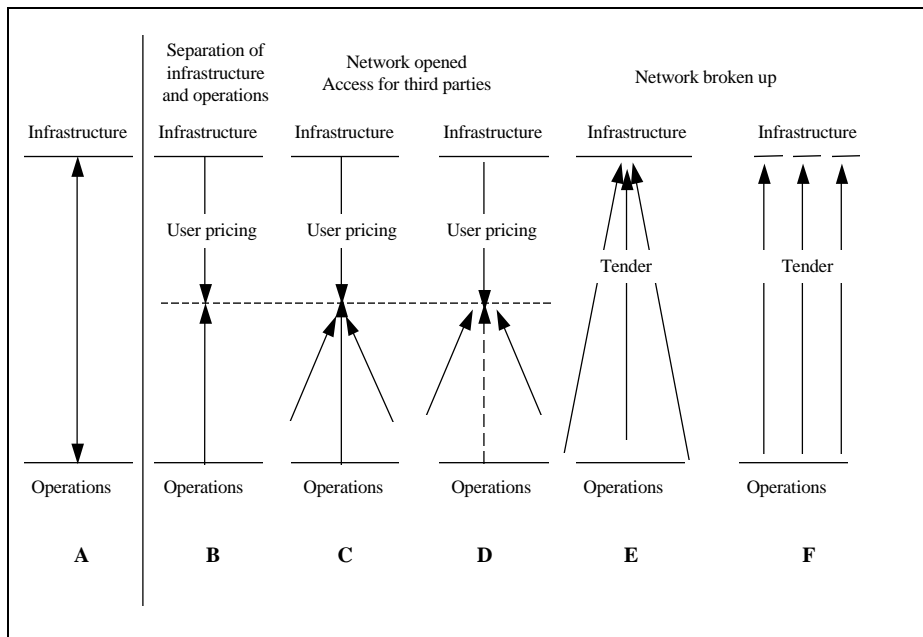 Separation of
infrastructure
and operations
Network opened
Access for third parties
Network broken up
Infrastructure
Infrastructure
Infrastructure
Infrastructure
Infrastructure
Infrastructure
User pricing
User pricing
User pricing
Tender
Tender
Operations
Operations
Operations
Operations
Operations
Operations
A
B
C
D
E
F